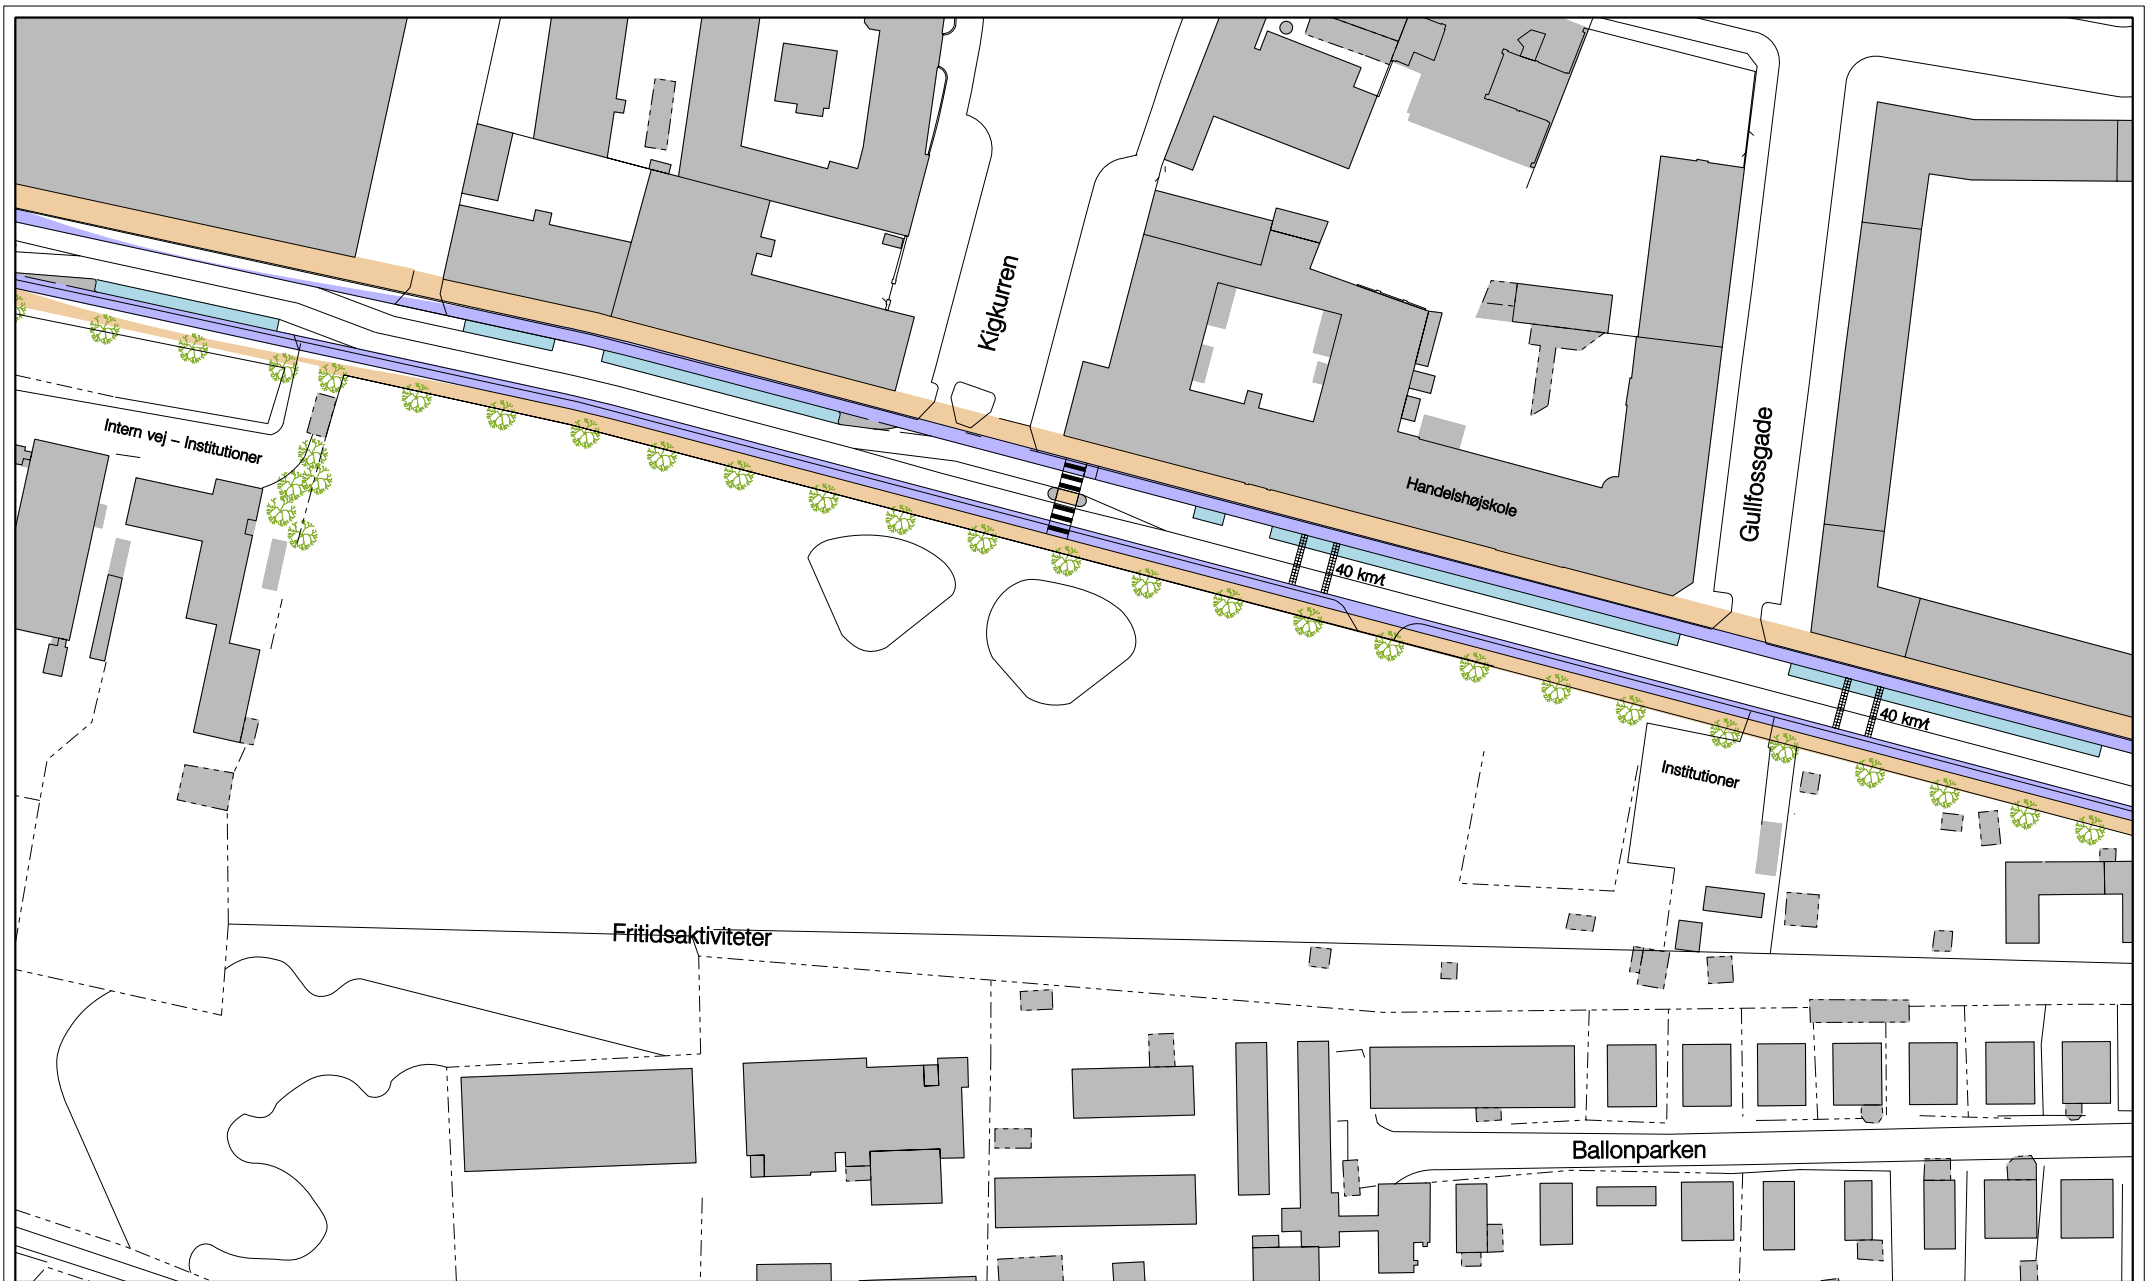 Kigkurren
Gullfossgade
Intern vej – Institutioner
Handelshøjskole
40 km/t
40 km/t
Institutioner
Fritidsaktiviteter
Ballonparken